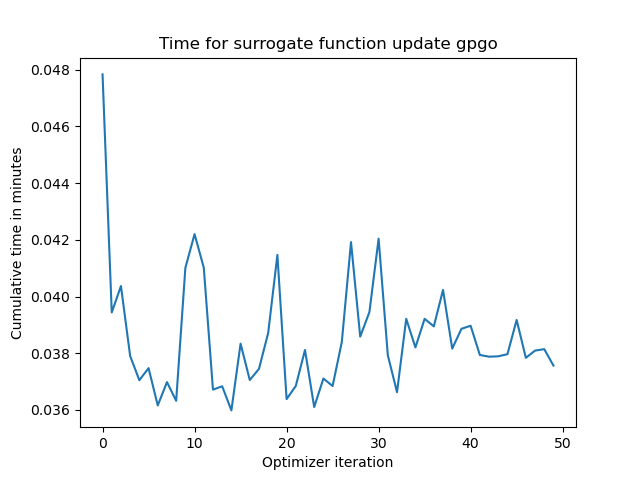 Time for surrogate function update gpgo
0.048
0.046
0.044
0.042
0.040
0.038
0.036
Cumulative time in minutes
0 10 20 30 40 50
Optimizer iteration